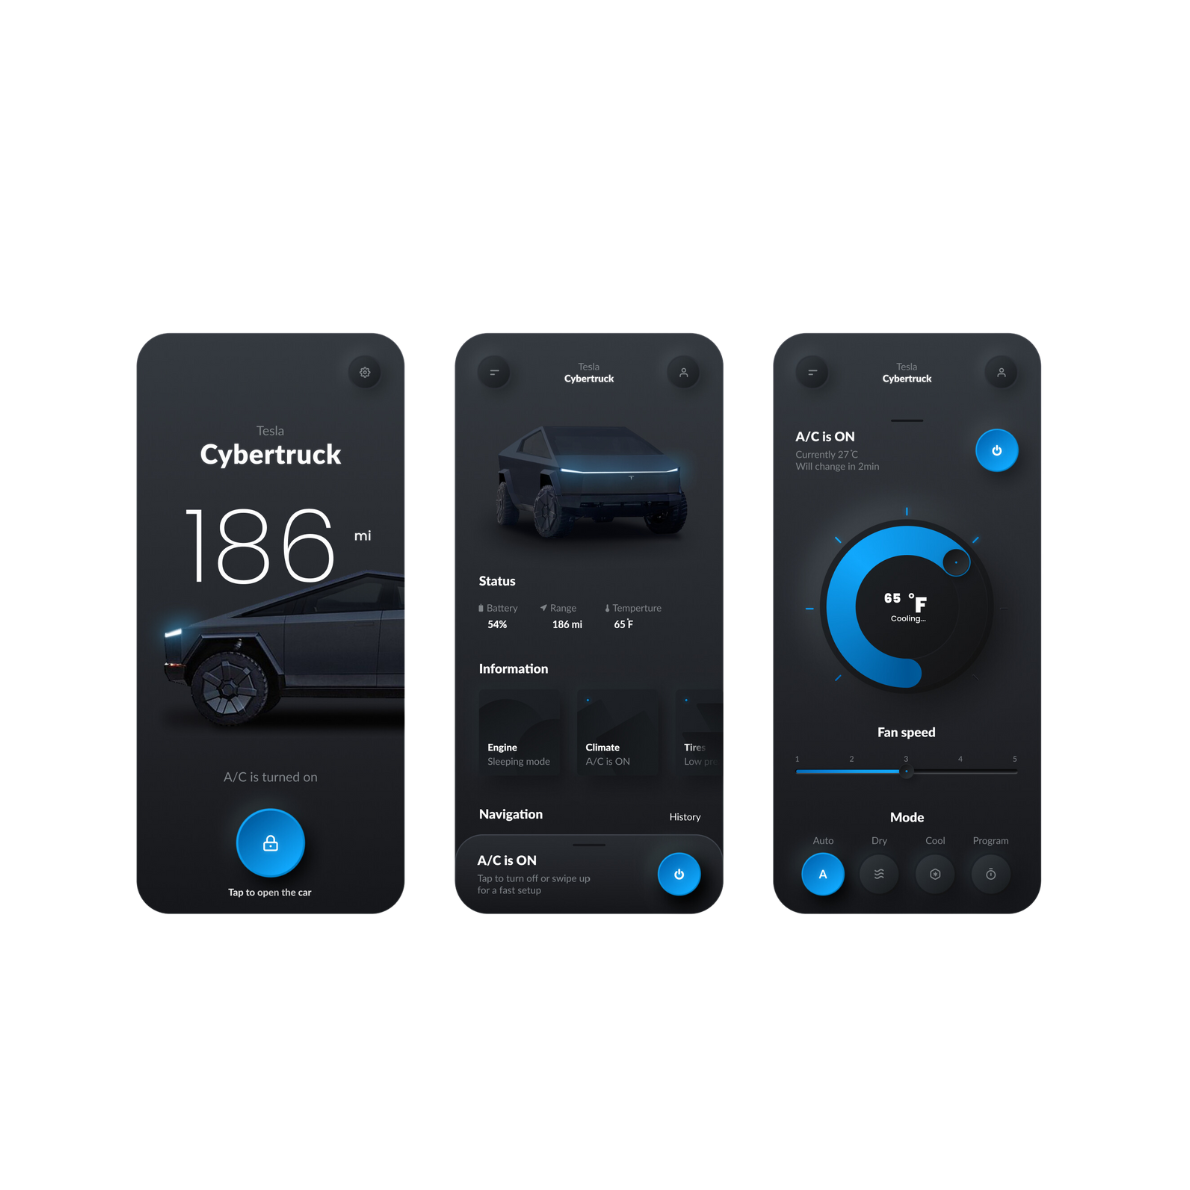 Tesla
Cybertruck
186 mi
A/C is turned on
Tap to open the car
Tesla
Cybertruck
Status
Battery Range Temperture
54% 186 mi 65°F
Information
Engine Climate Tires
Sleeping mode A/C is ON Low pr
Navigation History
A/C is ON
Tap to turn off or swipe up
for a fast setup
Tesla
Cybertruck
A/C is ON
Currently 27°C
Will change in 2min
65 °F
Cooling...
Fan speed
1 2 3 4 5
Mode
Auto Dry Cool Program
A